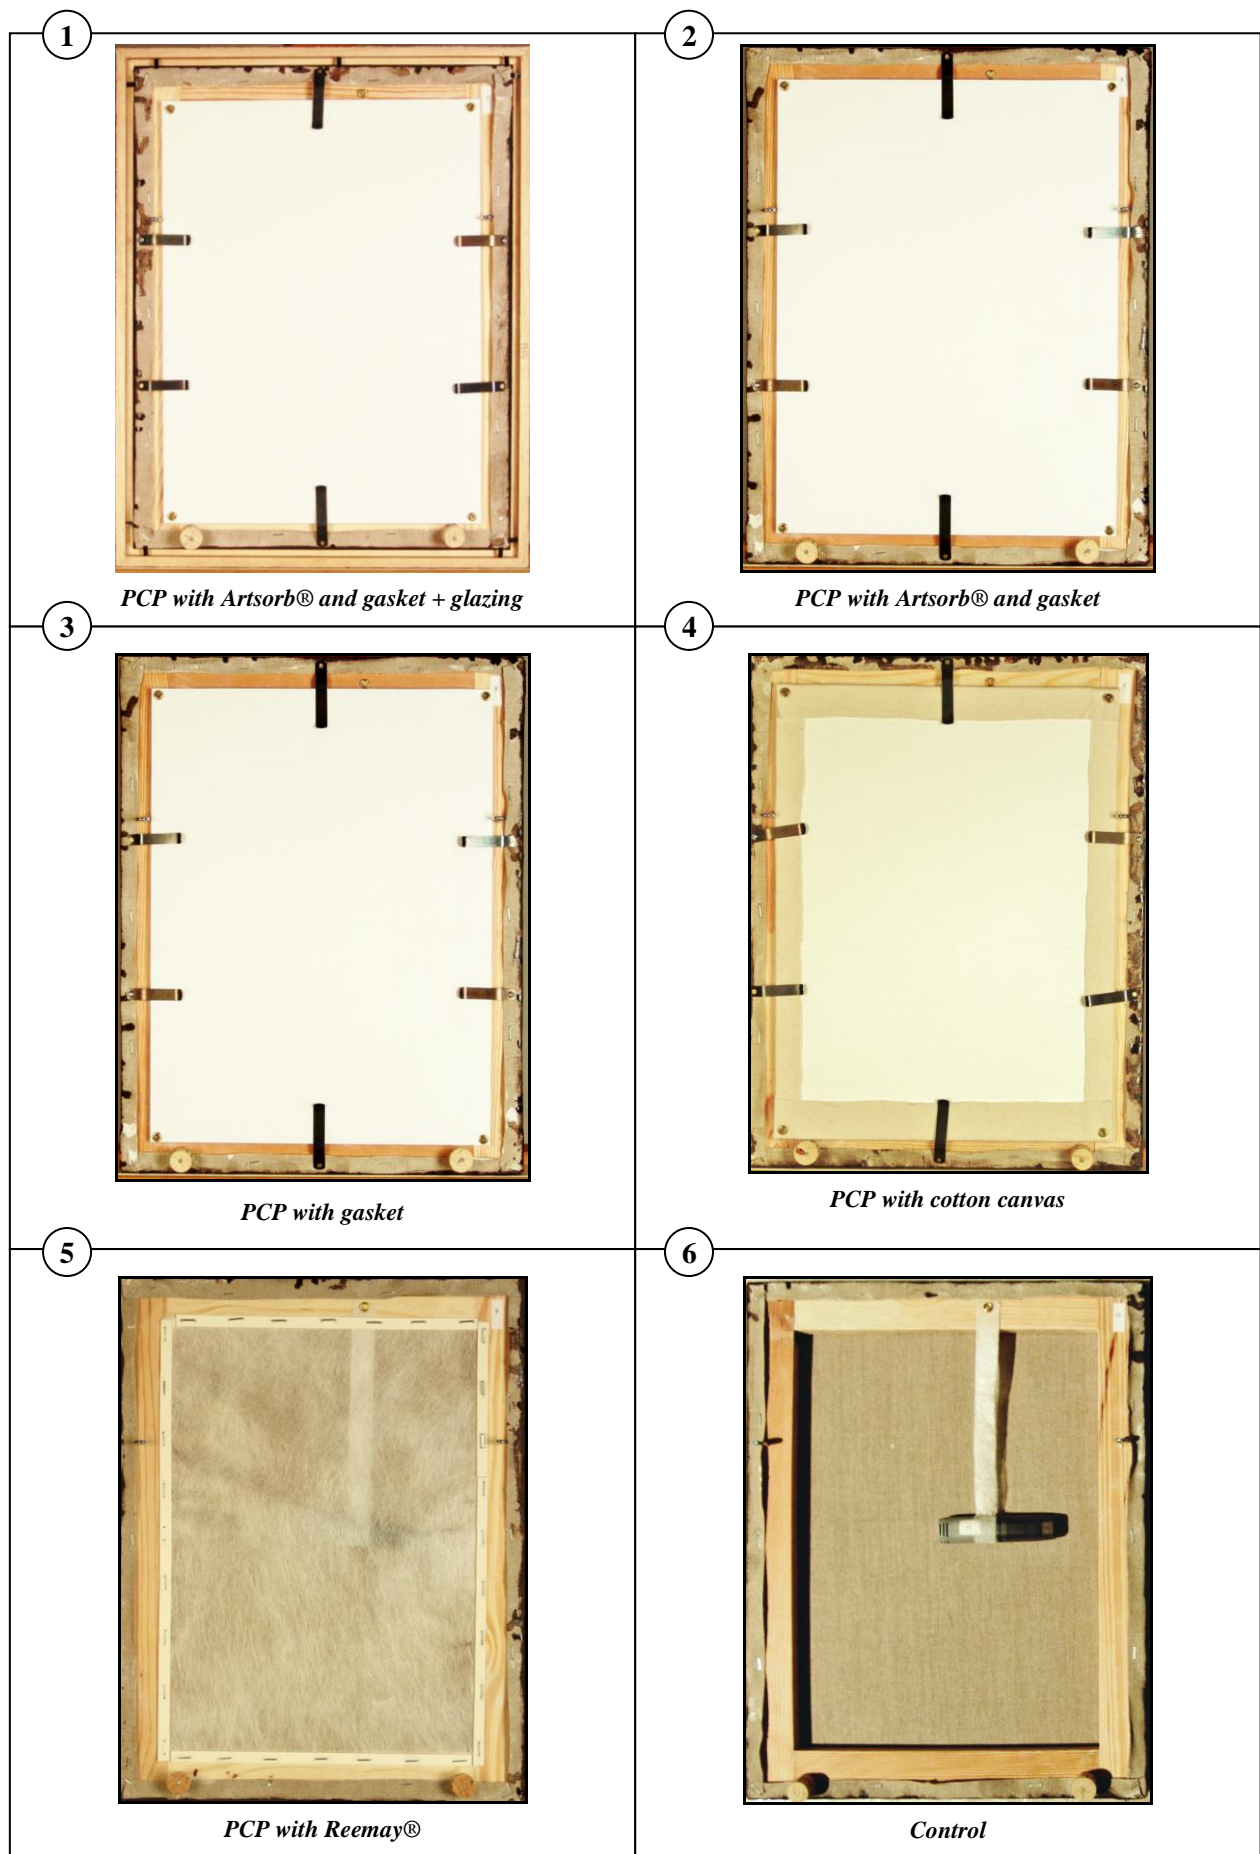 1
PCP with Artsorb® and gasket + glazing
2
PCP with Artsorb® and gasket
3
PCP with gasket
4
PCP with cotton canvas
5
PCP with Reemay®
6
Control